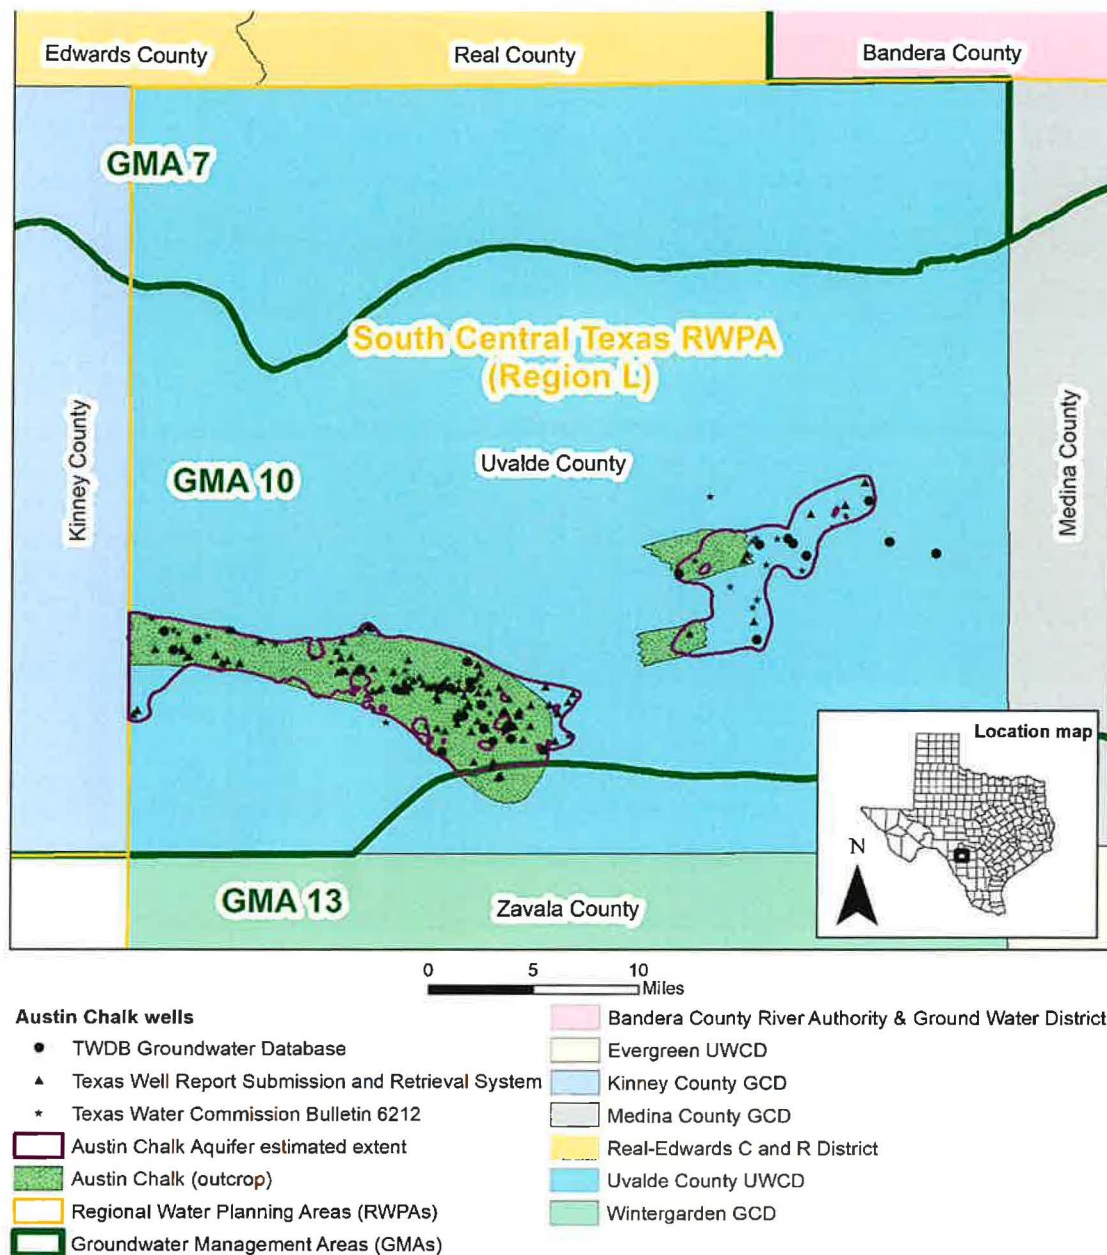 Edwards County
Real County
Bandera County
GMA 7
South Central Texas RWPA
(Region L)
Kinney County
Uvalde County
Medina County
GMA 10
Location map
N
GMA 13
Zavala County
0 5 10
Miles
Austin Chalk wells
TWDB Groundwater Database
Texas Well Report Submission and Retrieval System
Texas Water Commission Bulletin 6212
Austin Chalk Aquifer estimated extent
Austin Chalk (outcrop)
Regional Water Planning Areas (RWPAs)
Groundwater Management Areas (GMAs)
Bandera County River Authority & Ground Water District
Evergreen UWCD
Kinney County GCD
Medina County GCD
Real-Edwards C and R District
Uvalde County UWCD
Wintergarden GCD